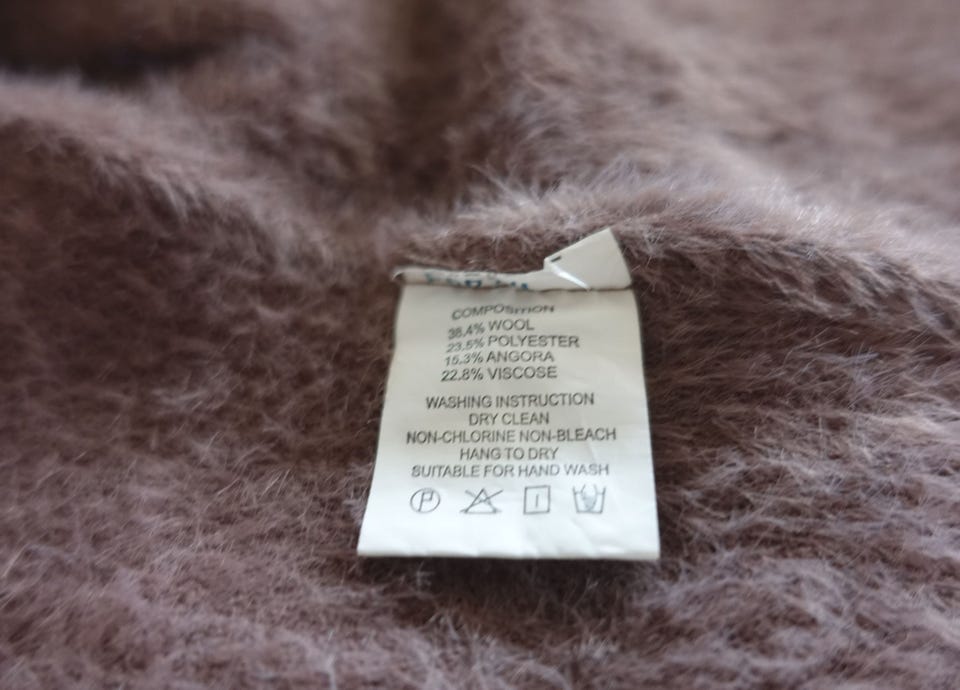 COMPOSITION
38.4% WOOL
23.5% POLYESTER
15.3% ANGORA
22.8% VISCOSE
WASHING INSTRUCTION
DRY CLEAN
NON-CHLORINE NON-BLEACH
HANG TO DRY
SUITABLE FOR HAND WASH
P